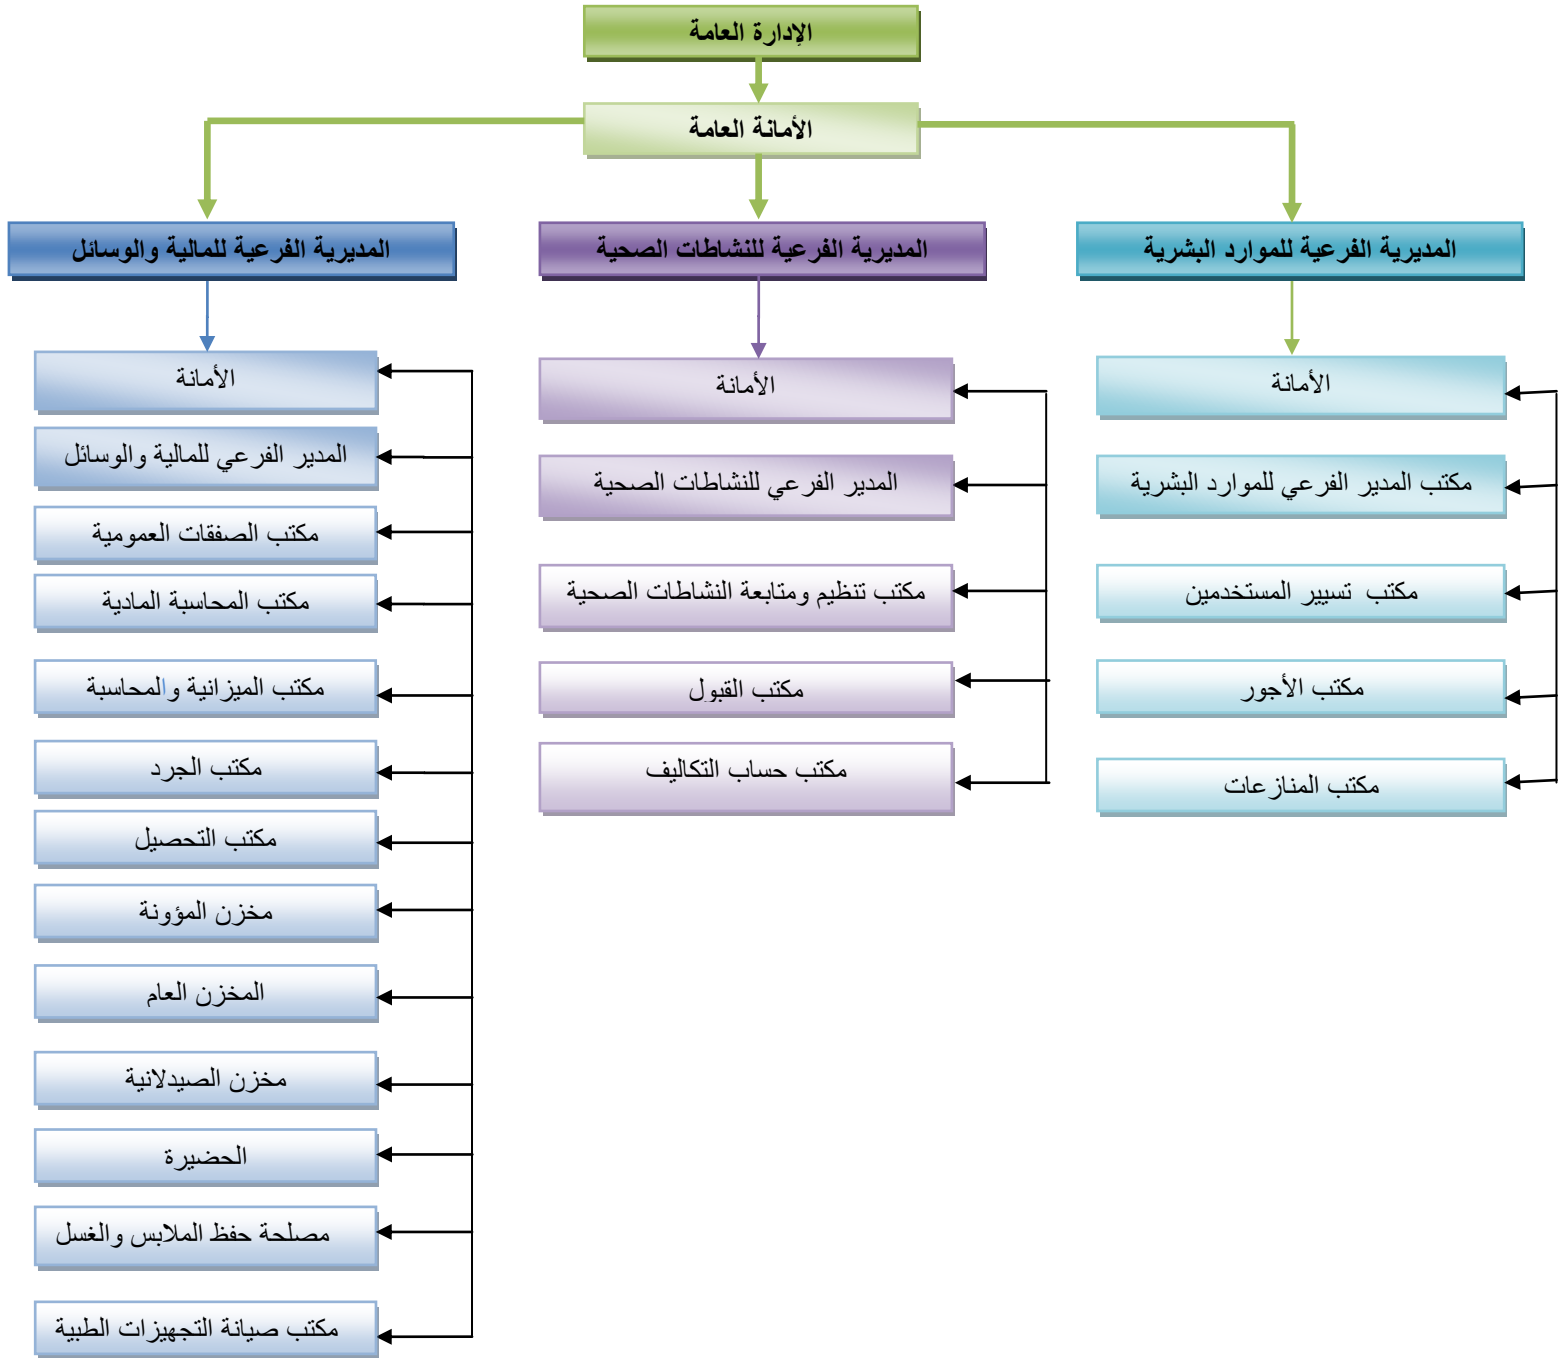 الإدارة العامة
الأمانة العامة
المديرية الفرعية للموارد البشرية
الأمانة
مكتب المدير الفرعي للموارد البشرية
مكتب تسيير المستخدمين
مكتب الأجور
مكتب المنازعات
المديرية الفرعية للنشاطات الصحية
الأمانة
المدير الفرعي للنشاطات الصحية
مكتب تنظيم ومتابعة النشاطات الصحية
مكتب القبول
مكتب حساب التكاليف
المديرية الفرعية للمالية والوسائل
الأمانة
المدير الفرعي للمالية والوسائل
مكتب الصفقات العمومية
مكتب المحاسبة المادية
مكتب الميزانية والمحاسبة
مكتب الجرد
مكتب التحصيل
مخزن المؤونة
المخزن العام
مخزن الصيدلانية
الحضيرة
مصلحة حفظ الملابس والغسل
مكتب صيانة التجهيزات الطبية